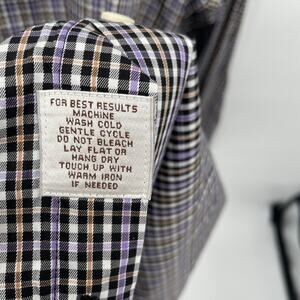 FOR BEST RESULTS
MACHINE
WASH COLD
GENTLE CYCLE
DO NOT BLEACH
LAY FLAT OR
HANG DRY
TOUCH UP WITH
WARM IRON
IF NEEDED